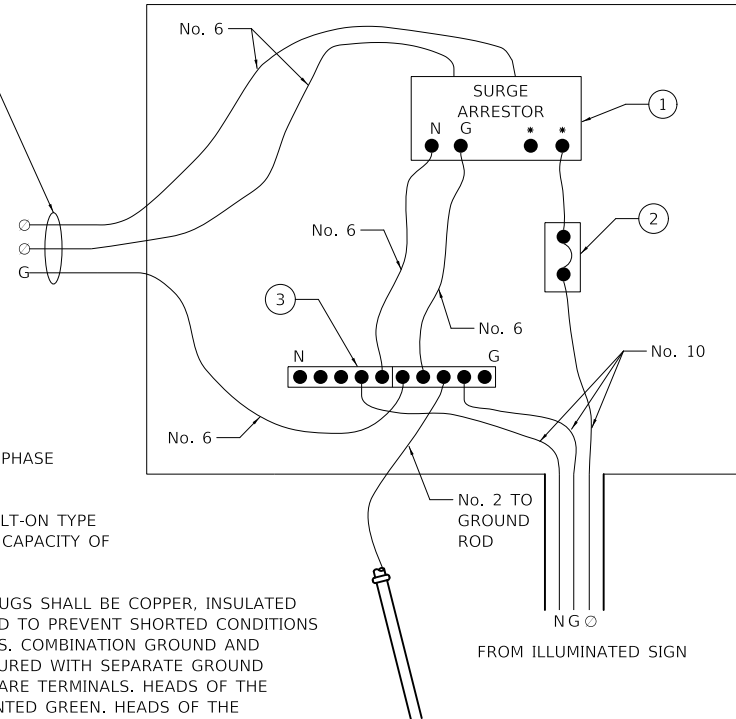 No. 6
SURGE
ARRESTOR
1
N G * *
2
∅
∅
G
No. 6
3
No. 6
N
G
No. 10
No. 6
PHASE
LT-ON TYPE
CAPACITY OF
No. 2 TO
GROUND
ROD
UGS SHALL BE COPPER, INSULATED
D TO PREVENT SHORTED CONDITIONS
S. COMBINATION GROUND AND
URED WITH SEPARATE GROUND
ARE TERMINALS. HEADS OF THE
NTED GREEN. HEADS OF THE
N G ∅
FROM ILLUMINATED SIGN